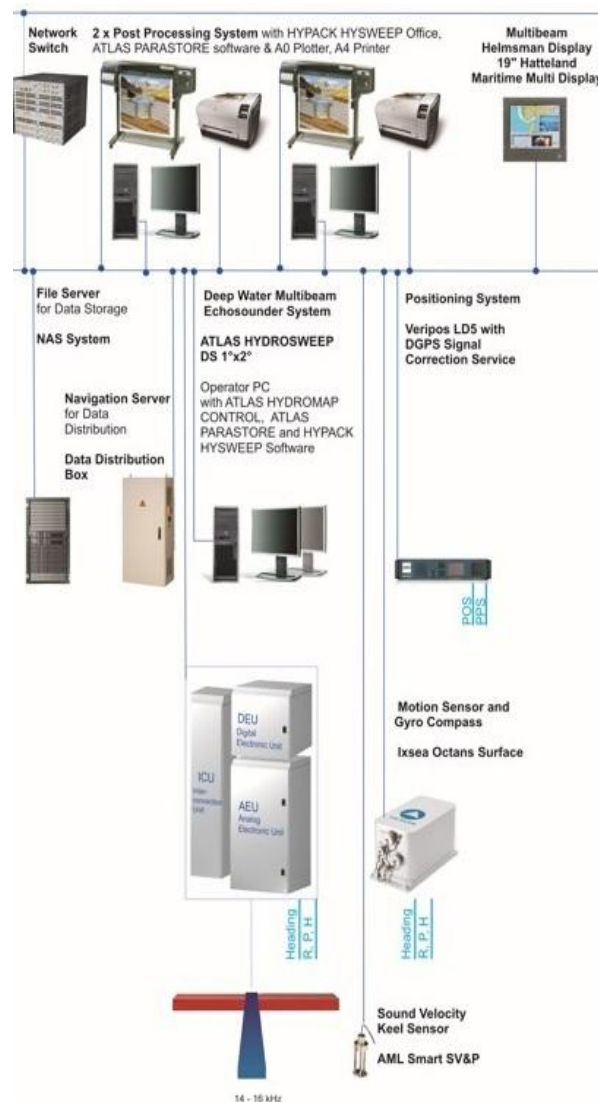 Network
Switch
2 x Post Processing System with HYPACK HYSWEEP Office,
ATLAS PARASTORE software & A0 Plotter, A4 Printer
Multibeam
Helmsman Display
19" Hatteland
Maritime Multi Display
File Server
for Data Storage
NAS System
Navigation Server
for Data
Distribution
Data Distribution
Box
Deep Water Multibeam
Echosounder System
ATLAS HYDROSWEEP
DS 1°x2°
Operator PC
with ATLAS HYDROMAP
CONTROL, ATLAS
PARASTORE and HYPACK
HYSWEEP Software
Positioning System
Veripos LD5 with
DGPS Signal
Correction Service
POS
PPS
DEU
Digital
Electronic Unit
ICU
Unit
AEU
Analog
Electronic Unit
Motion Sensor and
Gyro Compass
Ixsea Octans Surface
Heading
R, P, H
Heading
R, P, H
Sound Velocity
Keel Sensor
AML Smart SV&P
14 - 16 kHz